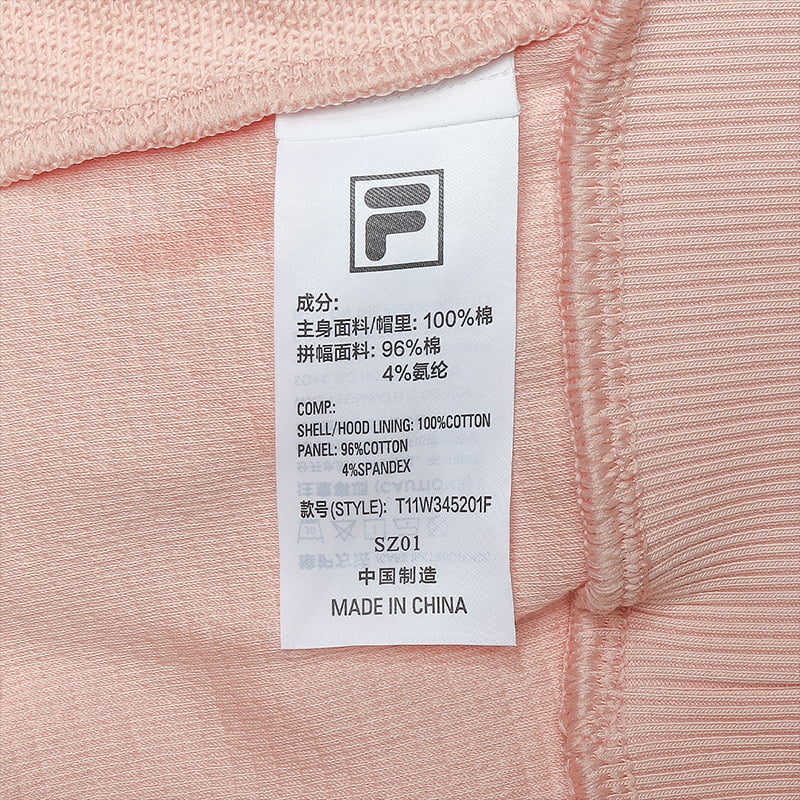 F
成分:
主身面料/帽里: 100%棉
拼幅面料: 96%棉
4%氨纶
COMP.:
SHELL/HOOD LINING: 100%COTTON
PANEL: 96%COTTON
4%SPANDEX
款号(STYLE): T11W345201F
SZ01
中国制造
MADE IN CHINA